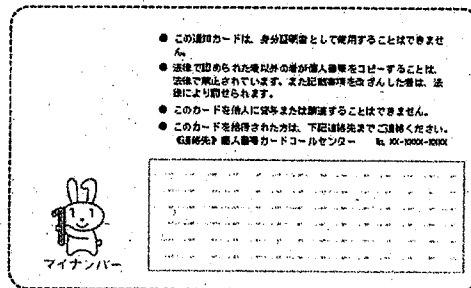 ● この通知カードは、身分証明書として使用することはできませ
ん。
● 法律で認められた者以外の者が個人番号をコピーすることは、
法律で禁止されています。また記載事項を改ざんした者は、法
律により罰せられます。
● このカードを他人に貸与または譲渡することはできません。
● このカードを拾得された方は、下記連絡先までご連絡ください。
《連絡先》個人番号カードコールセンター ℡ XX-XXXX-XXXX
マイナンバー